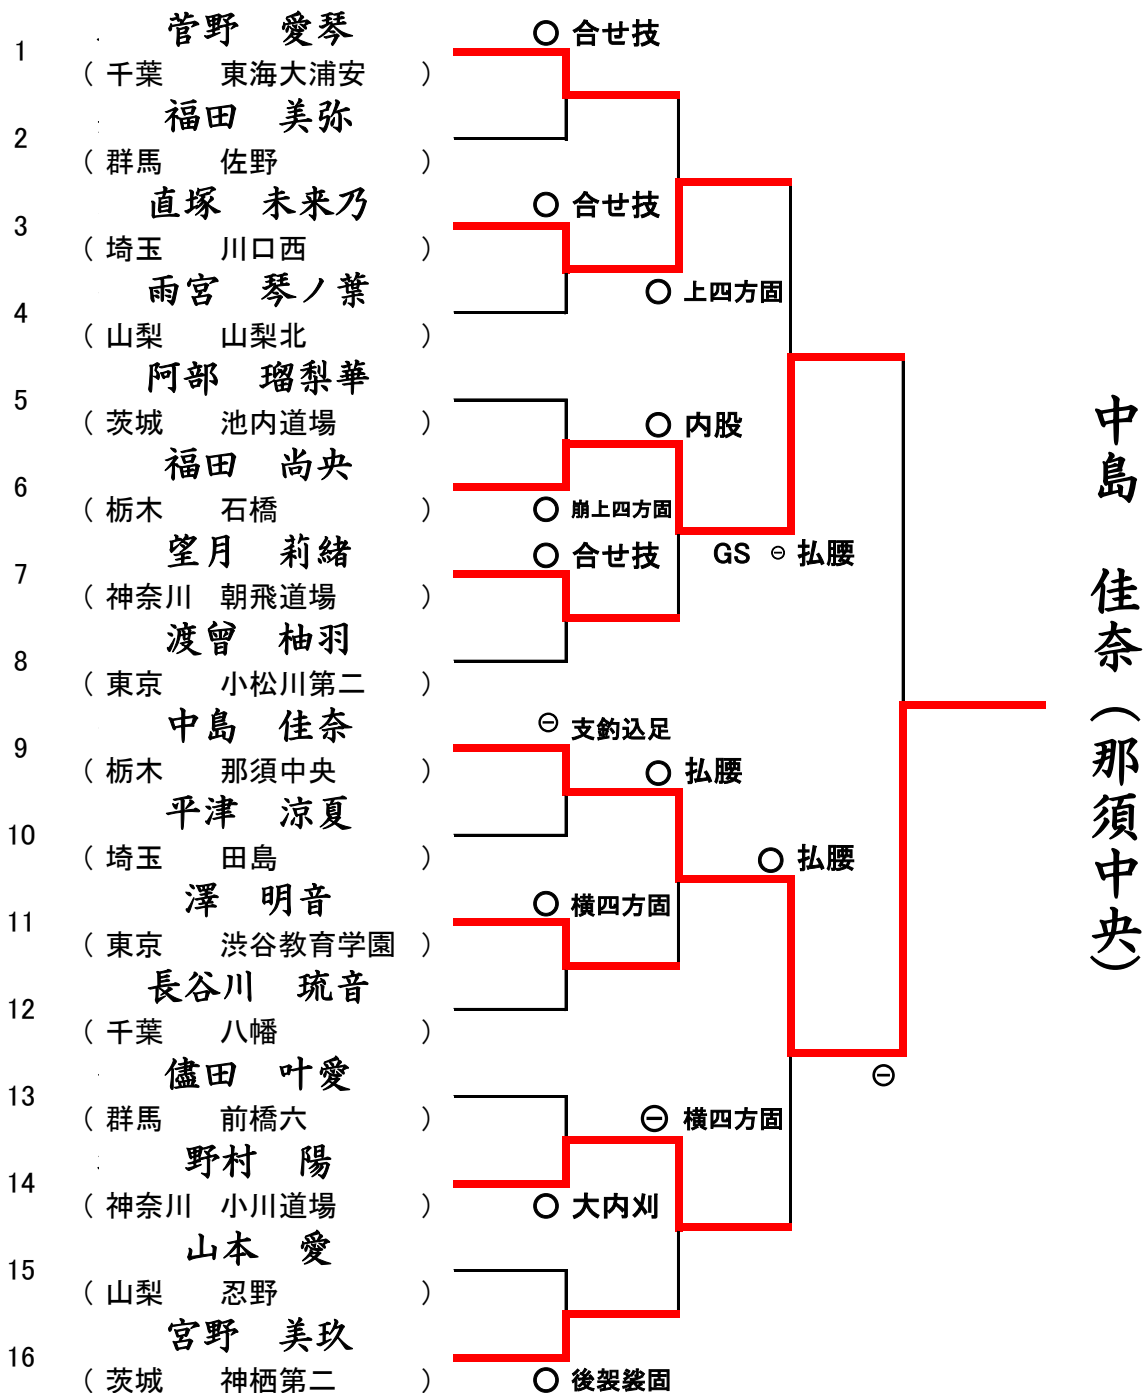 菅野　愛琴
○ 合せ技
1
( 千葉　東海大浦安 )
福田　美弥
2
( 群馬　佐野 )
直塚　未来乃
○ 合せ技
3
( 埼玉　川口西 )
雨宮　琴ノ葉
○ 上四方固
4
( 山梨　山梨北 )
阿部　瑠梨華
5
( 茨城　池内道場 )
○ 内股
福田　尚央
6
( 栃木　石橋 )
○ 崩上四方固
望月　莉緒
○ 合せ技
GS ㊀ 払腰
7
( 神奈川　朝飛道場 )
渡曾　柚羽
8
( 東京　小松川第二 )
中島　佳奈
㊀ 支釣込足
9
( 栃木　那須中央 )
○ 払腰
平津　涼夏
10
( 埼玉　田島 )
○ 払腰
澤　明音
○ 横四方固
11
( 東京　渋谷教育学園 )
長谷川　琉音
12
( 千葉　八幡 )
儘田　叶愛
㊀
13
( 群馬　前橋六 )
㊀ 横四方固
野村　陽
14
( 神奈川　小川道場 )
○ 大内刈
山本　愛
15
( 山梨　忍野 )
宮野　美玖
16
( 茨城　神栖第二 )
○ 後袈裟固
中島　佳奈（那須中央）